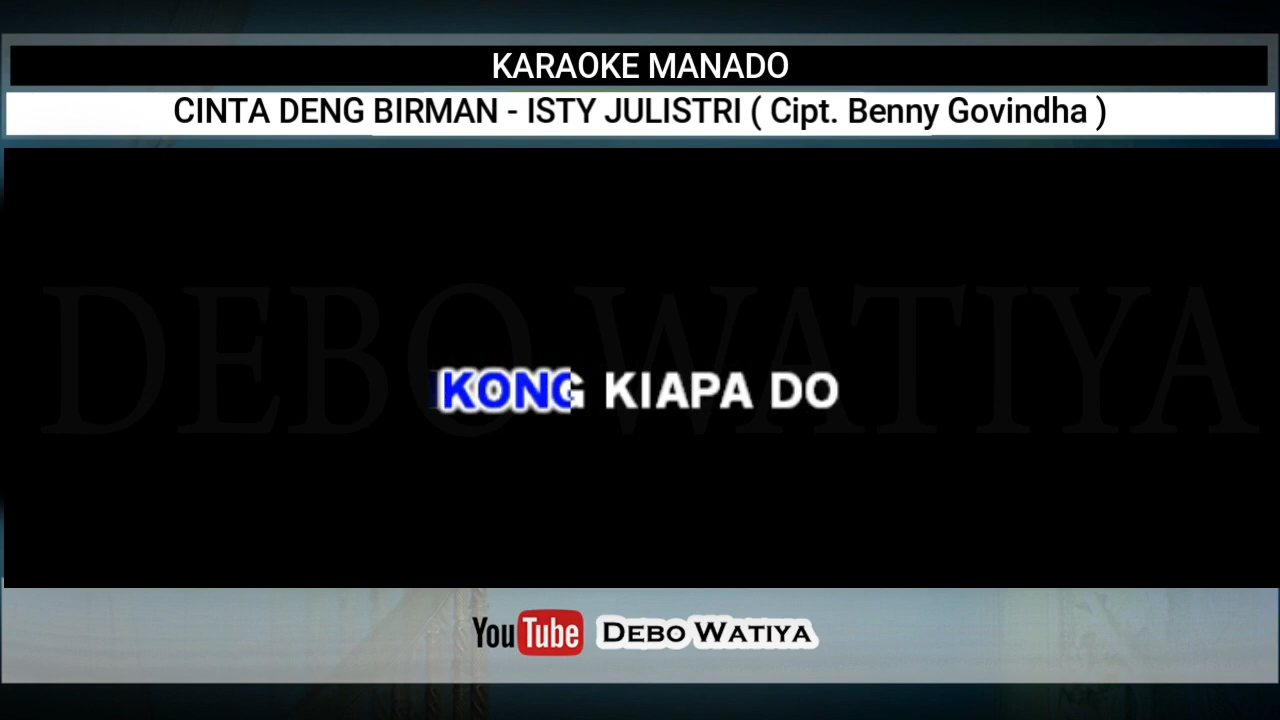 KARAOKE MANADO
CINTA DENG BIRMAN - ISTY JULISTRI ( Cipt. Benny Govindha )
DEBO WATIYA
KONG KIAPA DO
YouTube DEBO WATIYA